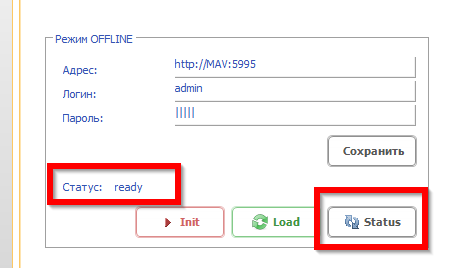 Режим OFFLINE
Адрес: http://MAV:5995
Логин: admin
Пароль: |||||
Сохранить
Статус: ready
Init Load Status